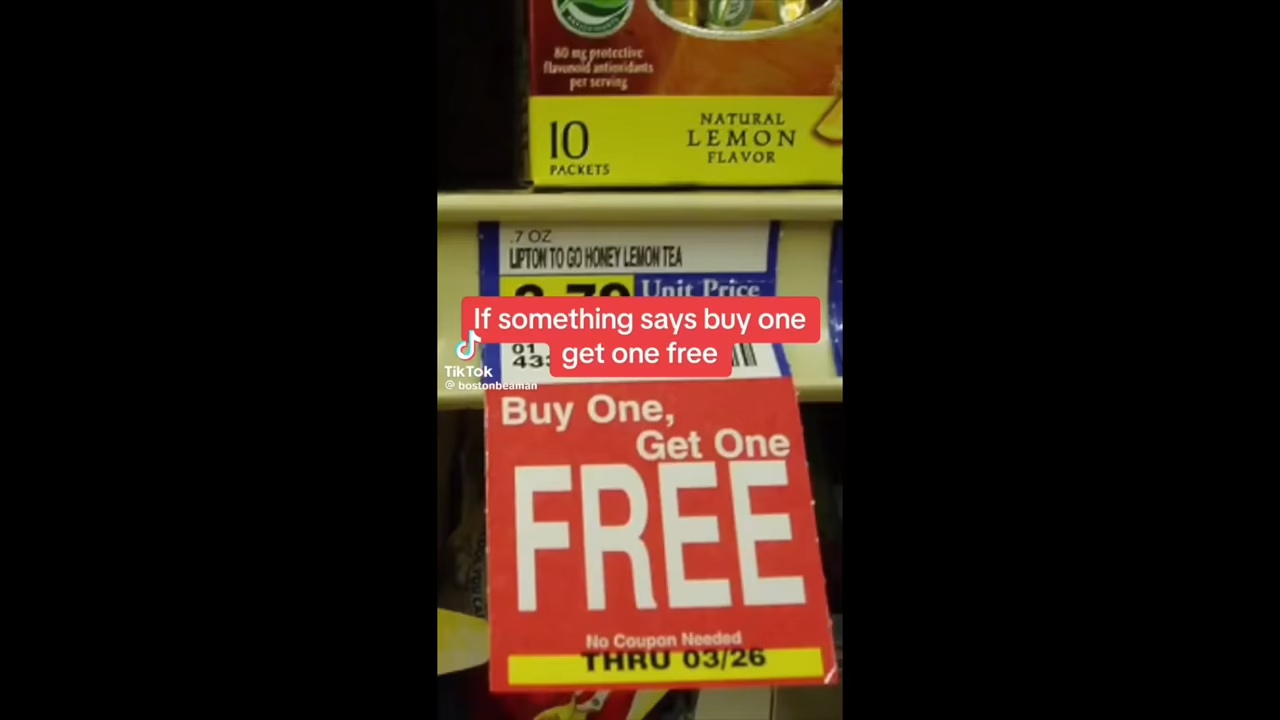 80 mg protective
flavonoid antioxidants
per serving
10
PACKETS
NATURAL
LEMON
FLAVOR
.7 OZ
LIPTON TO GO HONEY LEMON TEA
Unit Price
If something says buy one
get one free
01
433
TikTok
@ bostonbeaman
Buy One,
Get One
FREE
No Coupon Needed
THRU 03/26